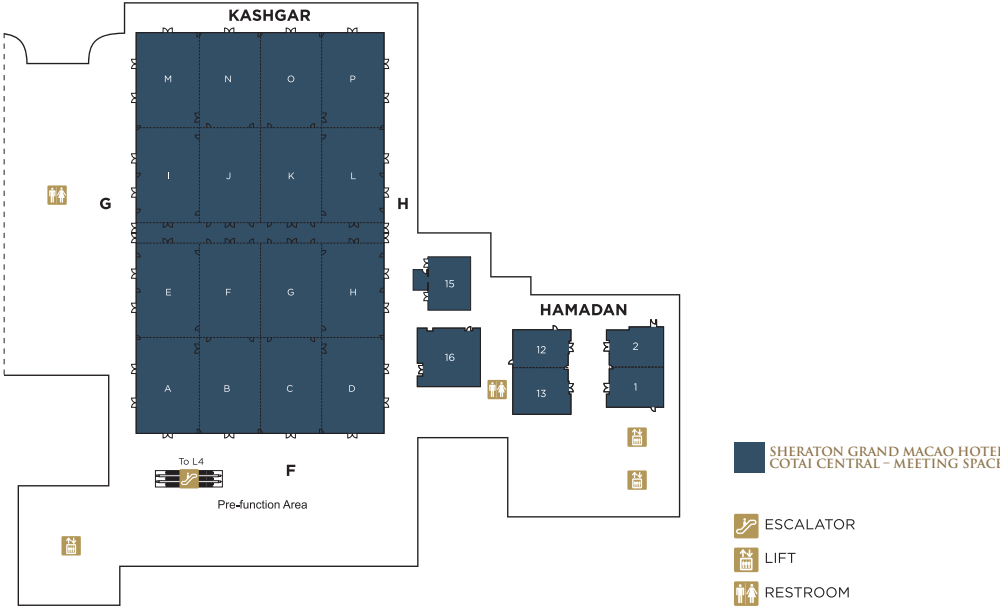 KASHGAR
M N O P
I J K L
G H
E F G H
15
HAMADAN
16 12 2
13 1
A B C D
To L4
F
Pre-function Area
SHERATON GRAND MACAO HOTEL
COTAI CENTRAL – MEETING SPACE
ESCALATOR
LIFT
RESTROOM